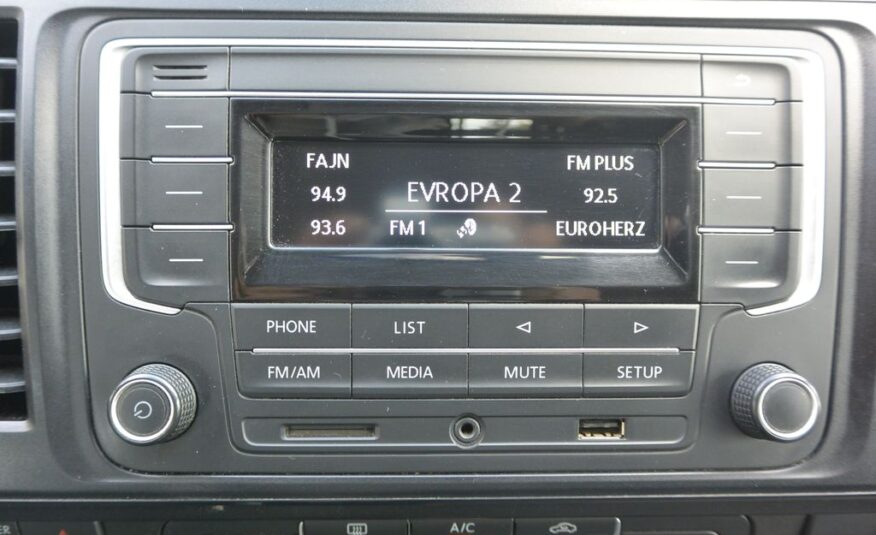 FAJN
94.9
93.6
EVROPA 2
FM 1
FM PLUS
92.5
EUROHERZ
PHONE LIST
FM/AM MEDIA MUTE SETUP
A/C